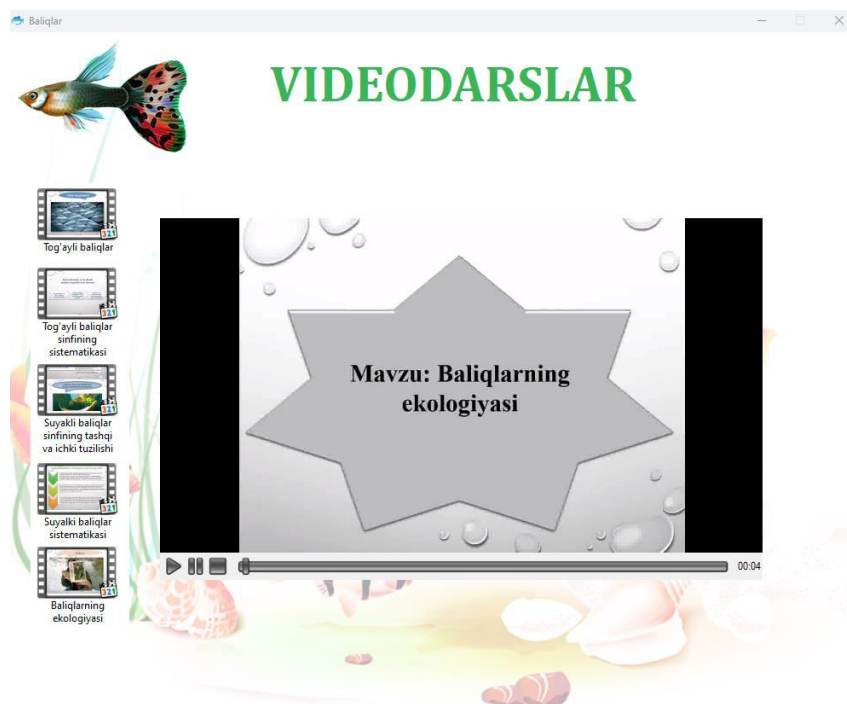 Baliqlar
VIDEODARSLAR
Tog'ayli baliqlar
Tog'ayli baliqlar
sinfining
sistematikasi
Suyakli baliqlar
sinfining tashqi
va ichki tuzilishi
Suyalki baliqlar
sistematikasi
Baliqlarning
ekologiyasi
Mavzu: Baliqlarning
ekologiyasi
00:04